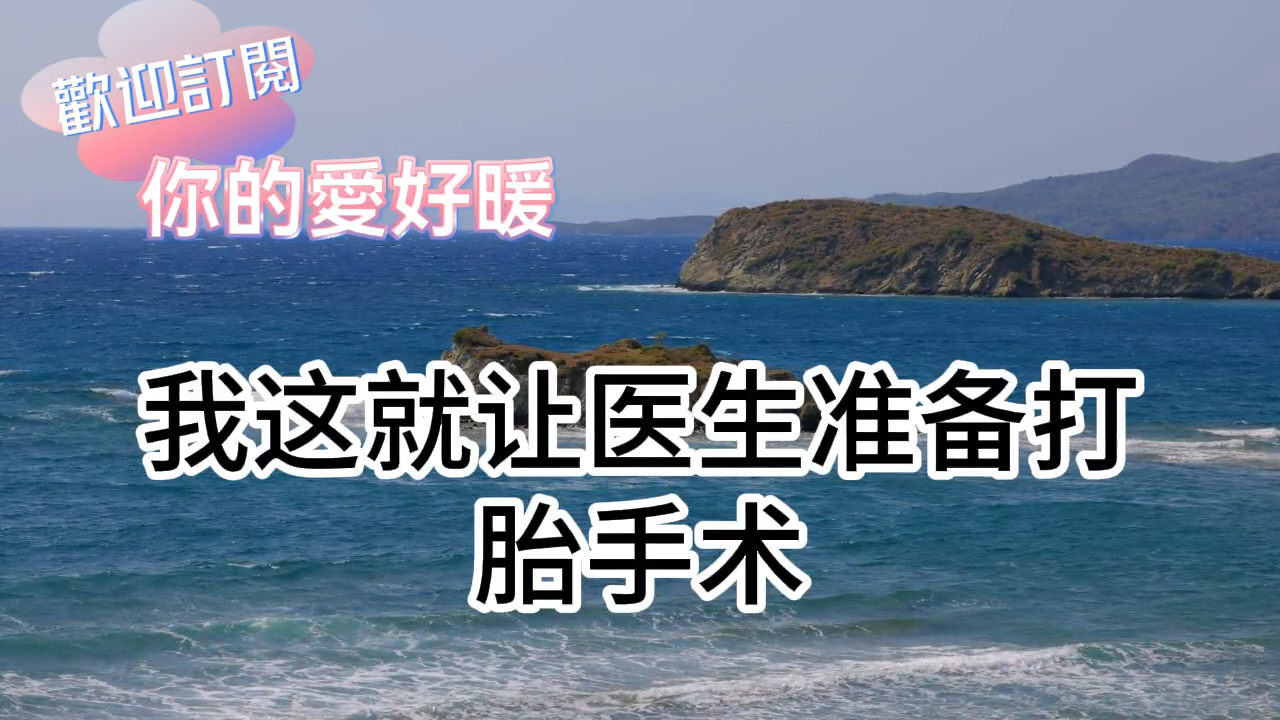 歡迎訂閱
你的愛好暖
我这就让医生准备打
胎手术